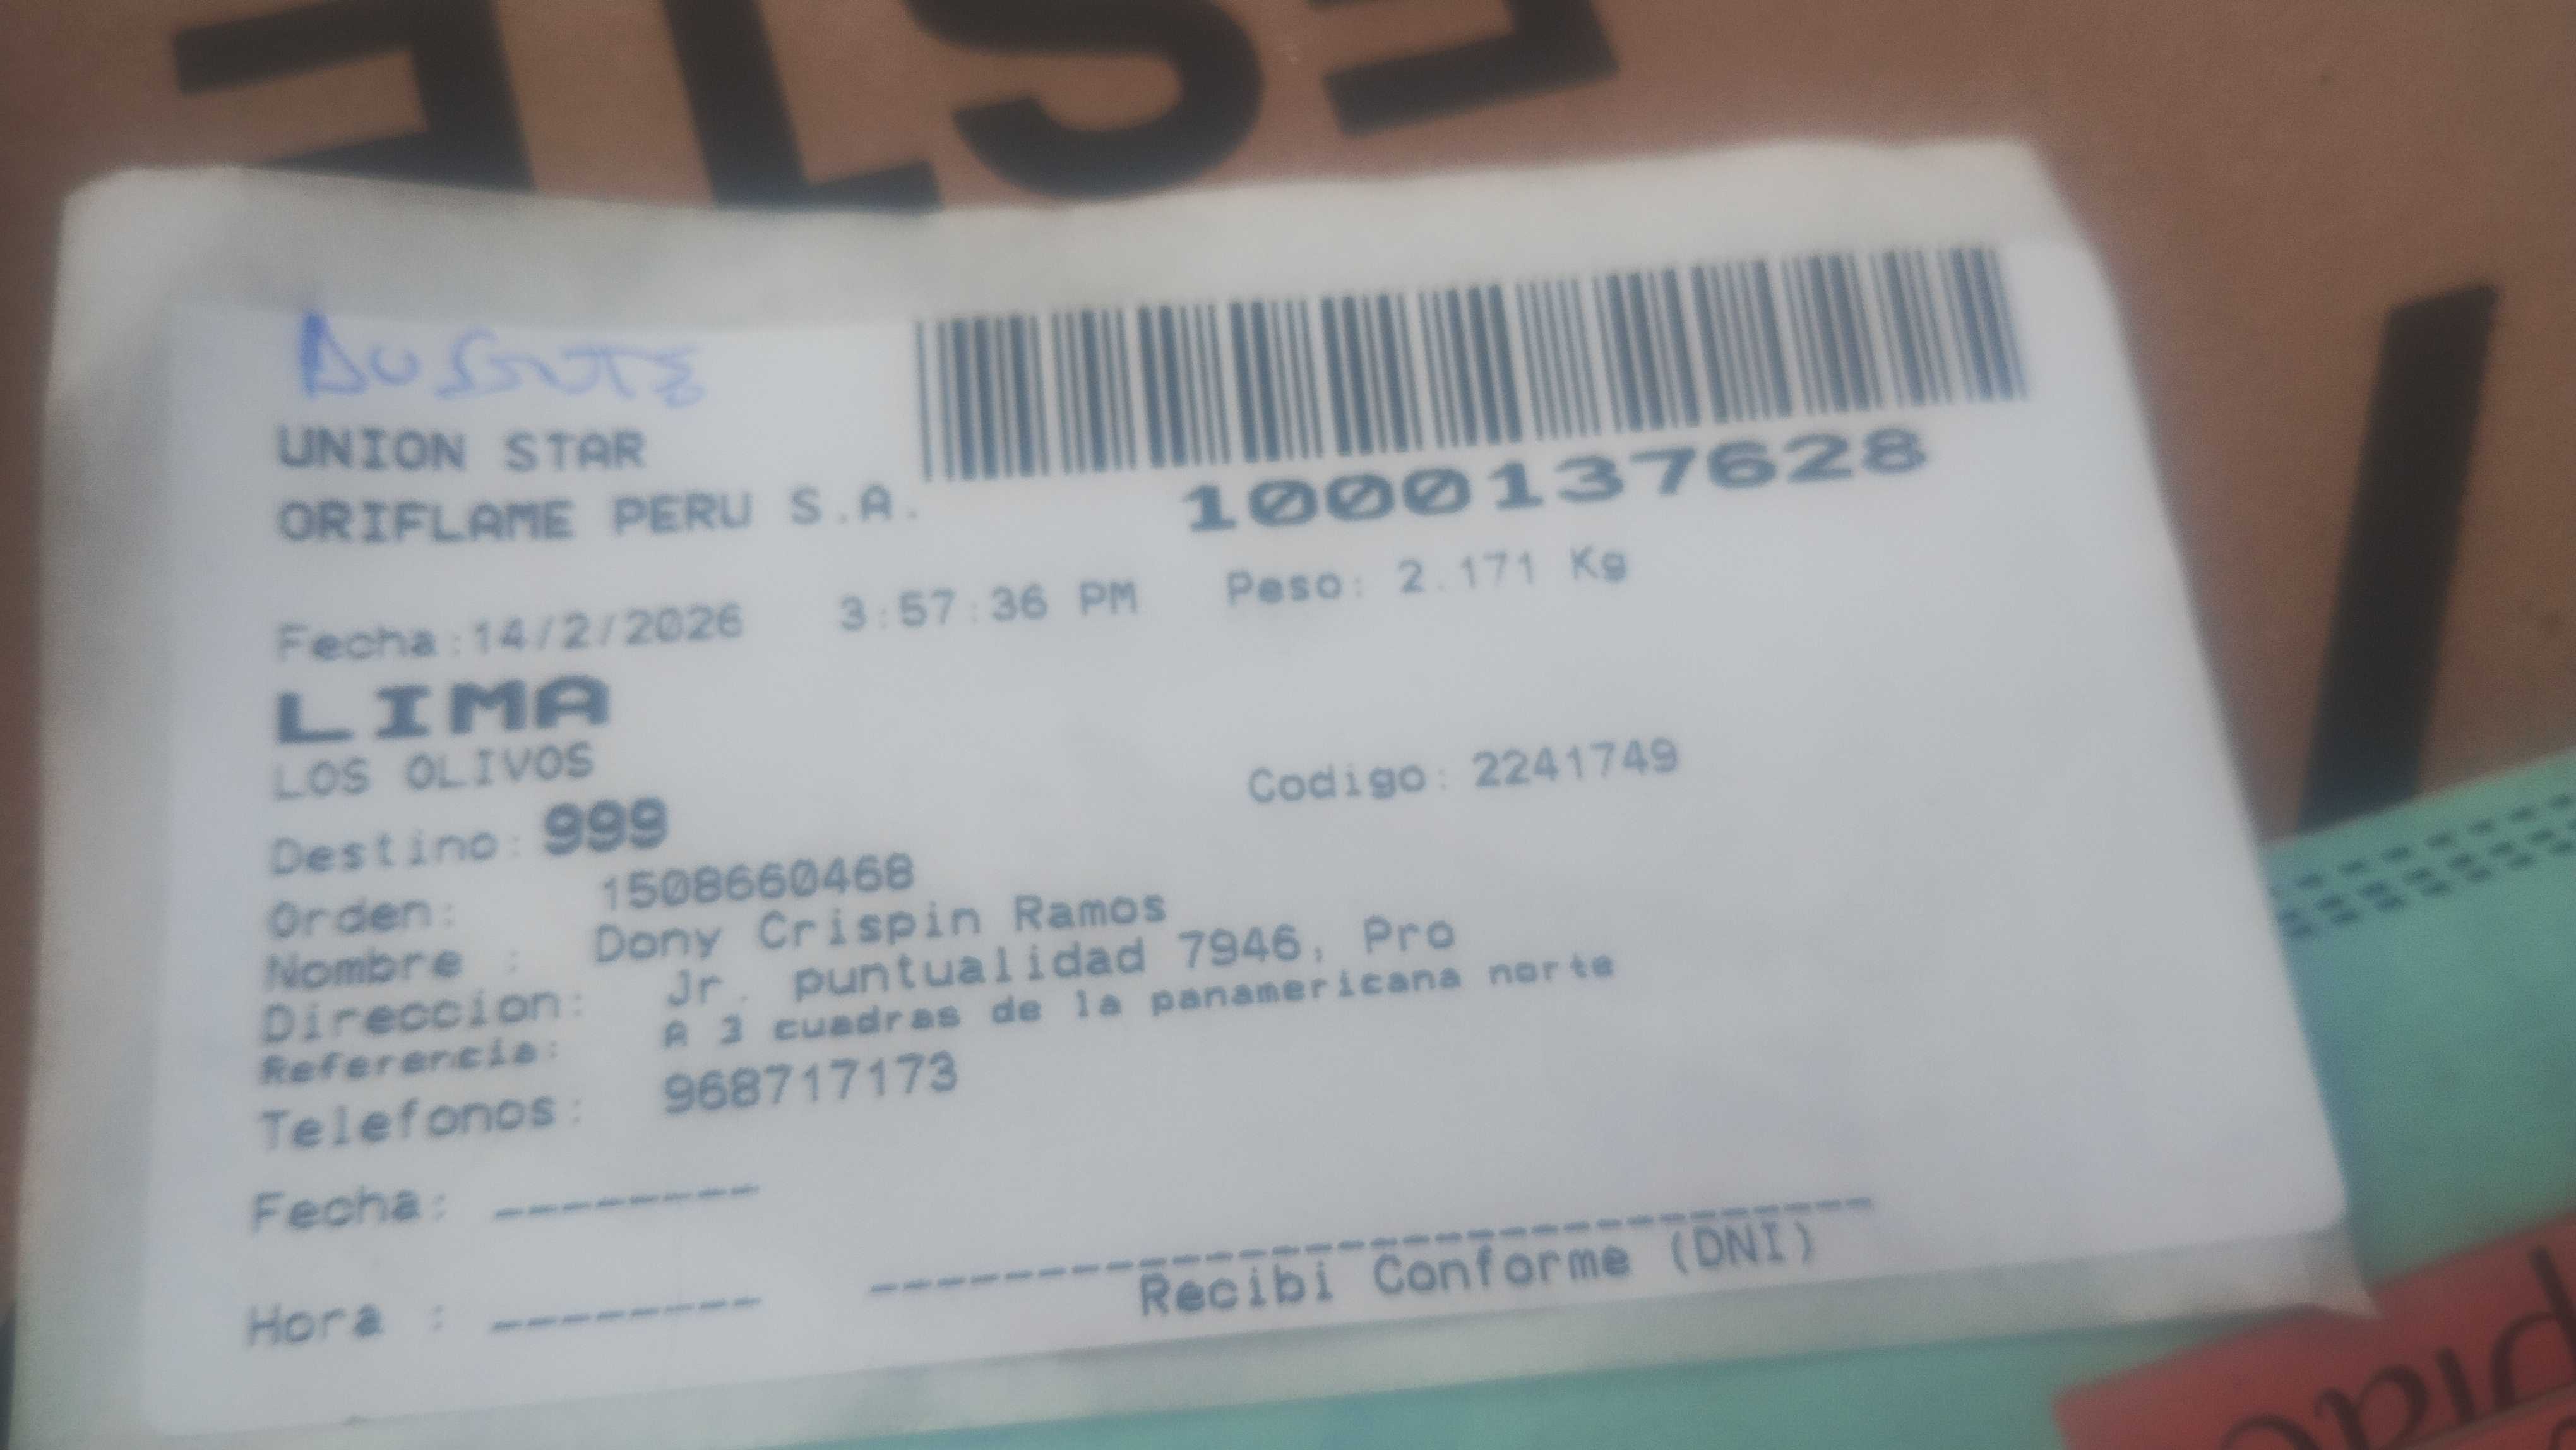 UNION STAR
ORIFLAME PERU S.A.
1000137628
Fecha:14/2/2026 3:57:36 PM Peso: 2.171 Kg
LIMA
LOS OLIVOS
Codigo: 2241749
Destino: 999
Orden: 1508660468
Nombre : Dony Crispin Ramos
Direccion: Jr. puntualidad 7946, Pro
Referencia: A 3 cuadras de la panamericana norte
Telefonos: 968717173
Fecha: --------
Hora : --------
Recibi Conforme (DNI)